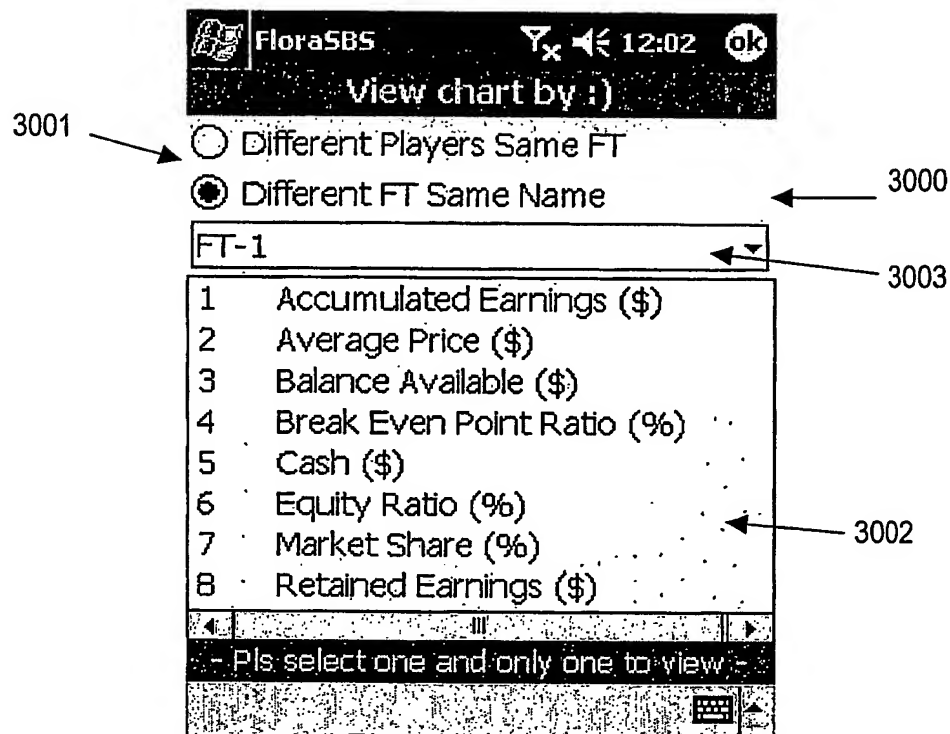 FloraSBS 12:02 ok
View chart by :)
3001
Different Players Same FT
Different FT Same Name
3000
FT-1
3003
1 Accumulated Earnings ($)
2 Average Price ($)
3 Balance Available ($)
4 Break Even Point Ratio (%)
5 Cash ($)
6 Equity Ratio (%)
7 Market Share (%)
3002
8 Retained Earnings ($)
- Pls select one and only one to view -